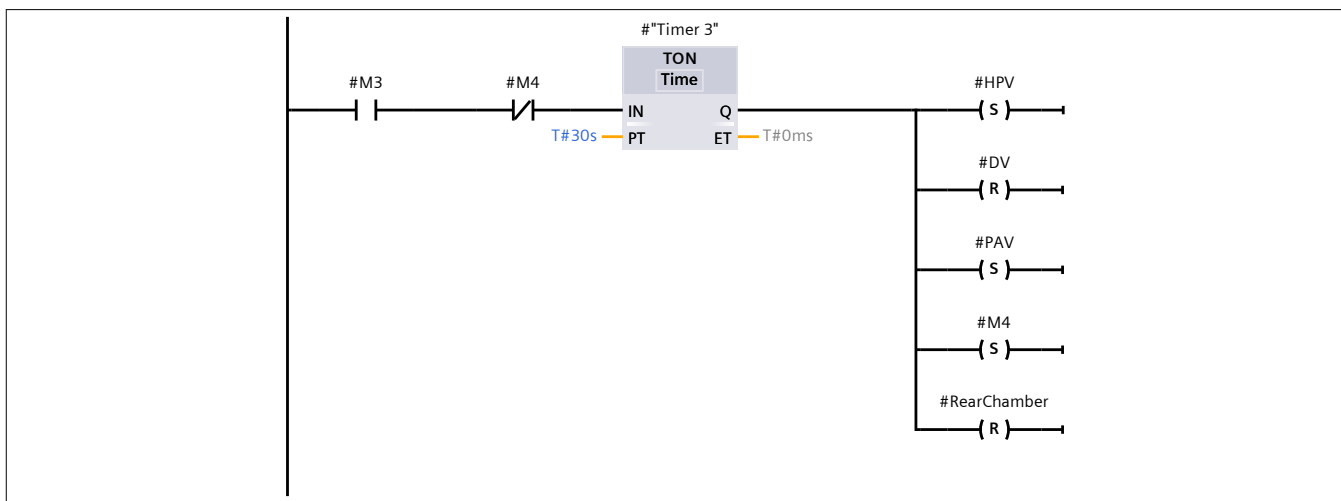 #"Timer 3"
TON
Time
#M3
#M4
#HPV
IN
Q
S
T#30s
PT
ET
T#0ms
#DV
R
#PAV
S
#M4
S
#RearChamber
R